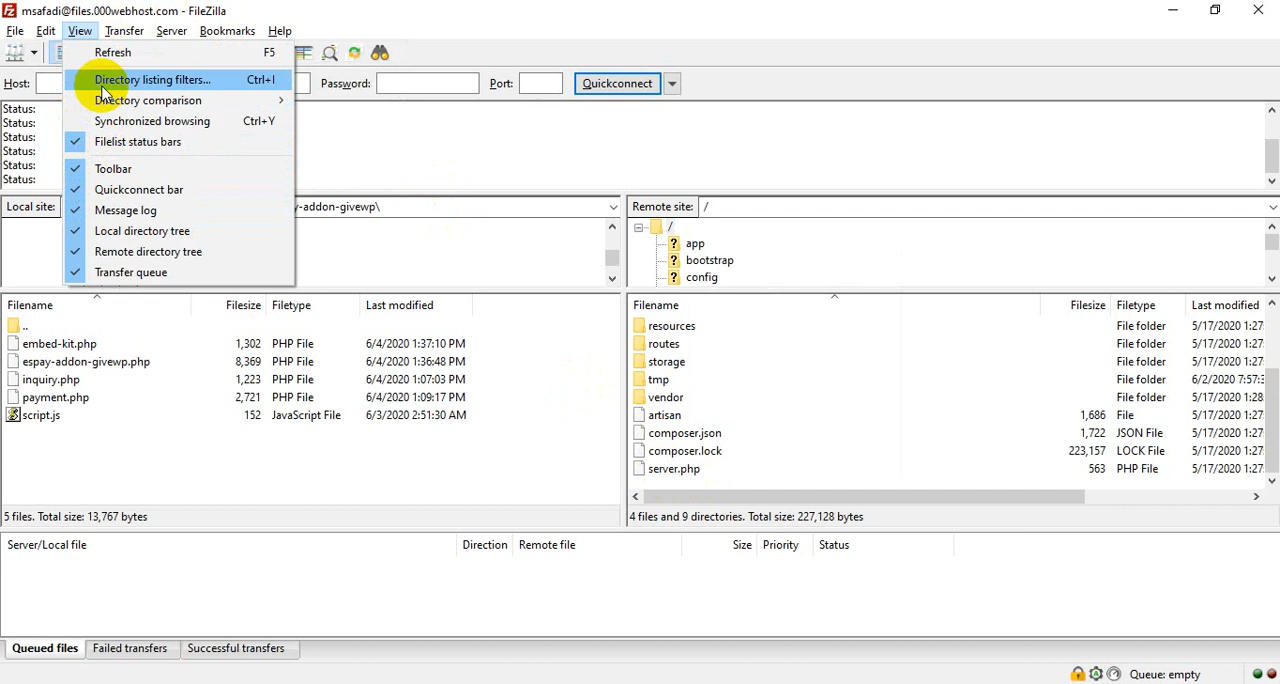 msafadi@files.000webhost.com - FileZilla
File Edit View Transfer Server Bookmarks Help
Refresh F5
Directory listing filters... Ctrl+I
Directory comparison
Synchronized browsing Ctrl+Y
Filelist status bars
Toolbar
Quickconnect bar
Message log
Local directory tree
Remote directory tree
Transfer queue
Host: Password: Port: Quickconnect
Status:
Status:
Status:
Status:
Status:
Status:
Local site: y-addon-givewp\
Remote site: /
/
? app
? bootstrap
? config
Filename Filesize Filetype Last modified
..
embed-kit.php 1,302 PHP File 6/4/2020 1:37:10 PM
espay-addon-givewp.php 8,369 PHP File 6/4/2020 1:36:48 PM
inquiry.php 1,223 PHP File 6/4/2020 1:07:03 PM
payment.php 2,721 PHP File 6/4/2020 1:09:17 PM
script.js 152 JavaScript File 6/3/2020 2:51:30 AM
5 files. Total size: 13,767 bytes
Filename Filesize Filetype Last modified
resources File folder 5/17/2020 1:27:
routes File folder 5/17/2020 1:27:
storage File folder 5/17/2020 1:27:
tmp File folder 6/2/2020 7:57:3
vendor File folder 5/17/2020 1:28:
artisan 1,686 File 5/17/2020 1:27:
composer.json 1,722 JSON File 5/17/2020 1:27:
composer.lock 223,157 LOCK File 5/17/2020 1:27:
server.php 563 PHP File 5/17/2020 1:27:
4 files and 9 directories. Total size: 227,128 bytes
Server/Local file Direction Remote file Size Priority Status
Queued files Failed transfers Successful transfers
Queue: empty